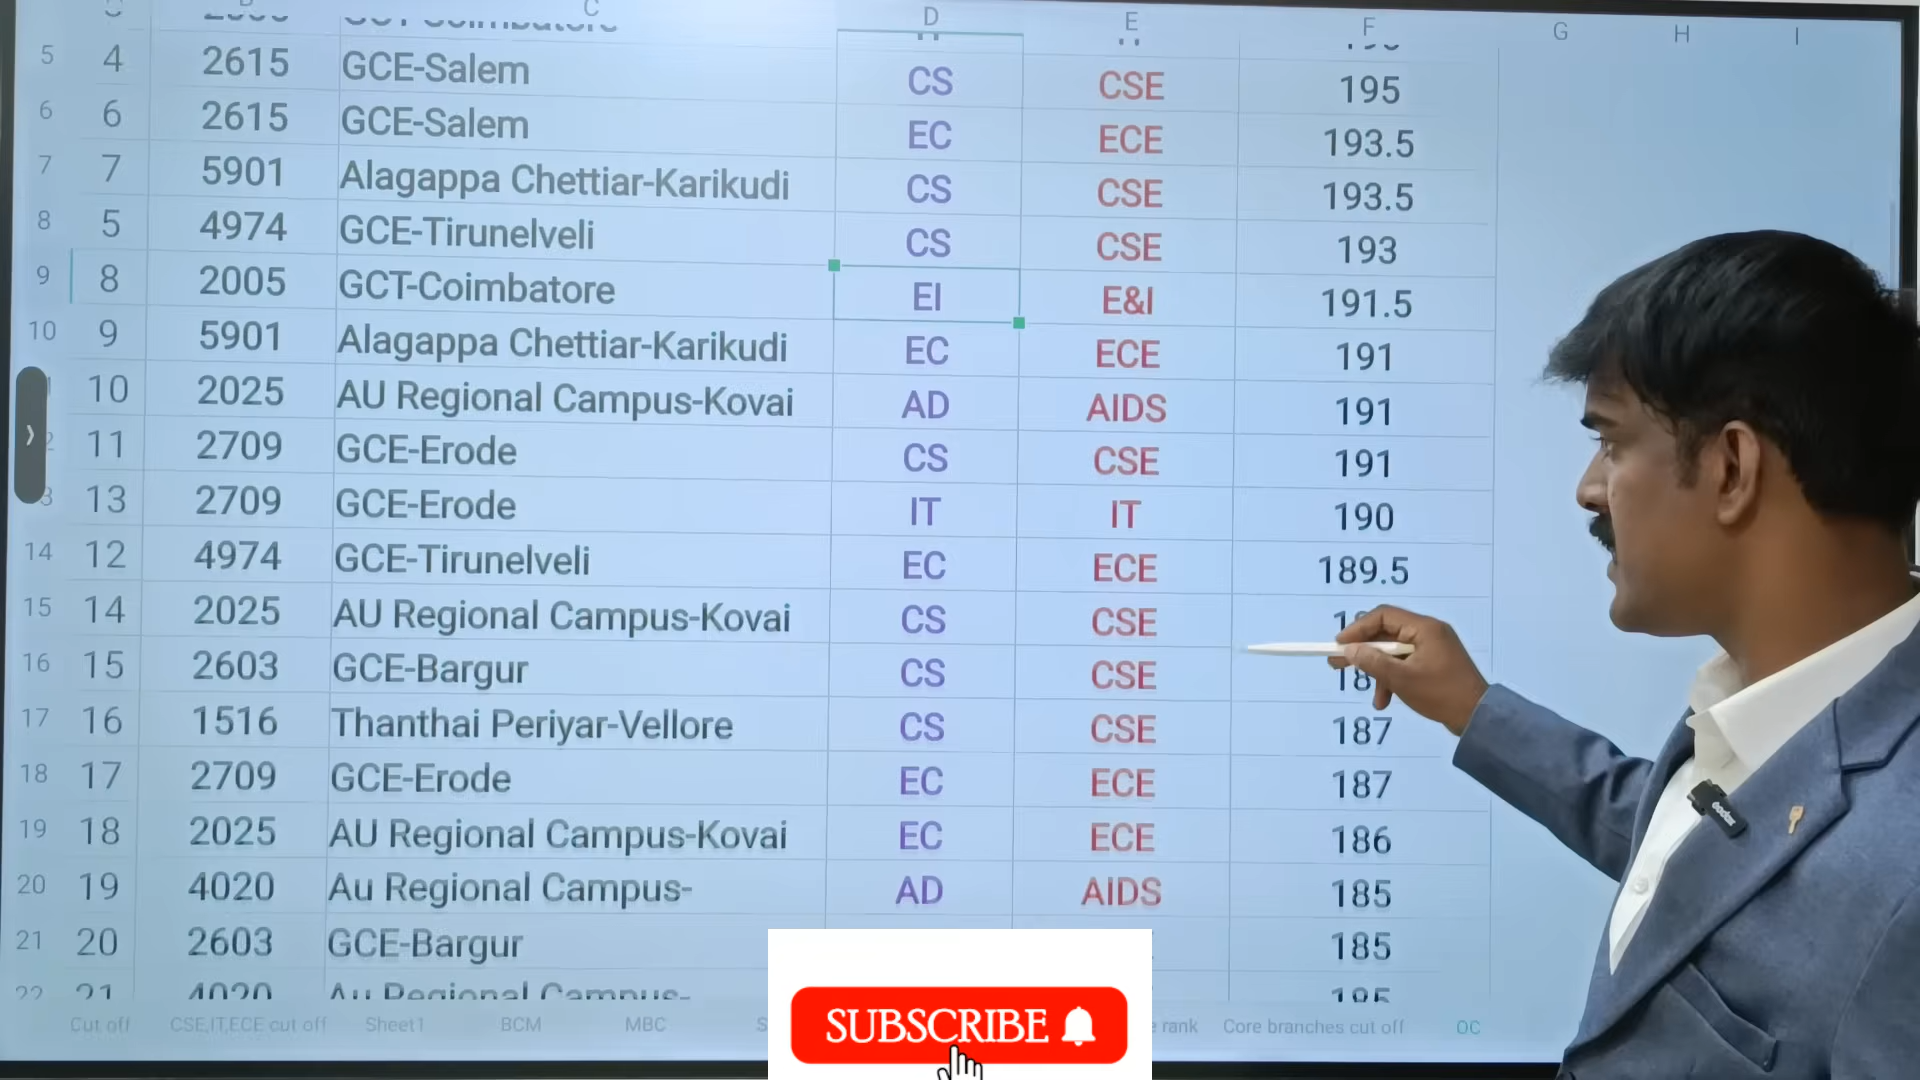 C D E F G H I
5 4 2615 GCE-Salem CS CSE 195
6 6 2615 GCE-Salem EC ECE 193.5
7 7 5901 Alagappa Chettiar-Karikudi CS CSE 193.5
8 5 4974 GCE-Tirunelveli CS CSE 193
9 8 2005 GCT-Coimbatore EI E&I 191.5
10 9 5901 Alagappa Chettiar-Karikudi EC ECE 191
10 2025 AU Regional Campus-Kovai AD AIDS 191
11 2709 GCE-Erode CS CSE 191
13 2709 GCE-Erode IT IT 190
14 12 4974 GCE-Tirunelveli EC ECE 189.5
15 14 2025 AU Regional Campus-Kovai CS CSE
16 15 2603 GCE-Bargur CS CSE
17 16 1516 Thanthai Periyar-Vellore CS CSE 187
18 17 2709 GCE-Erode EC ECE 187
19 18 2025 AU Regional Campus-Kovai EC ECE 186
20 19 4020 Au Regional Campus- AD AIDS 185
21 20 2603 GCE-Bargur 185
22 21 4020 Au Regional Campus- 185
Cut off CSE,IT,ECE cut off Sheet1 BCM MBC rank Core branches cut off OC
SUBSCRIBE
Godox